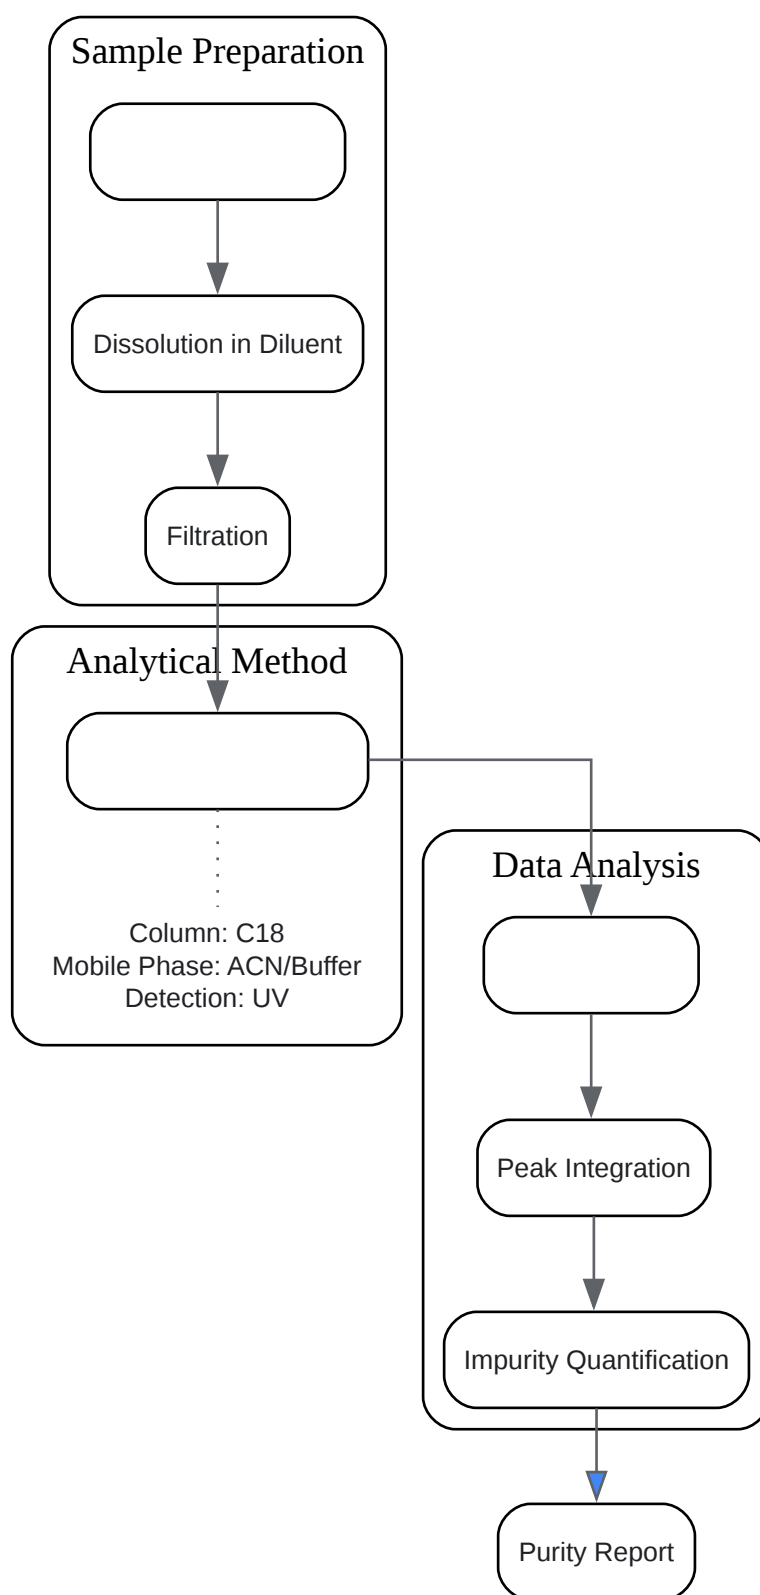 Sample Preparation
Dissolution in Diluent
Filtration
Analytical Method
Column: C18
Mobile Phase: ACN/Buffer
Detection: UV
Data Analysis
Peak Integration
Impurity Quantification
Purity Report